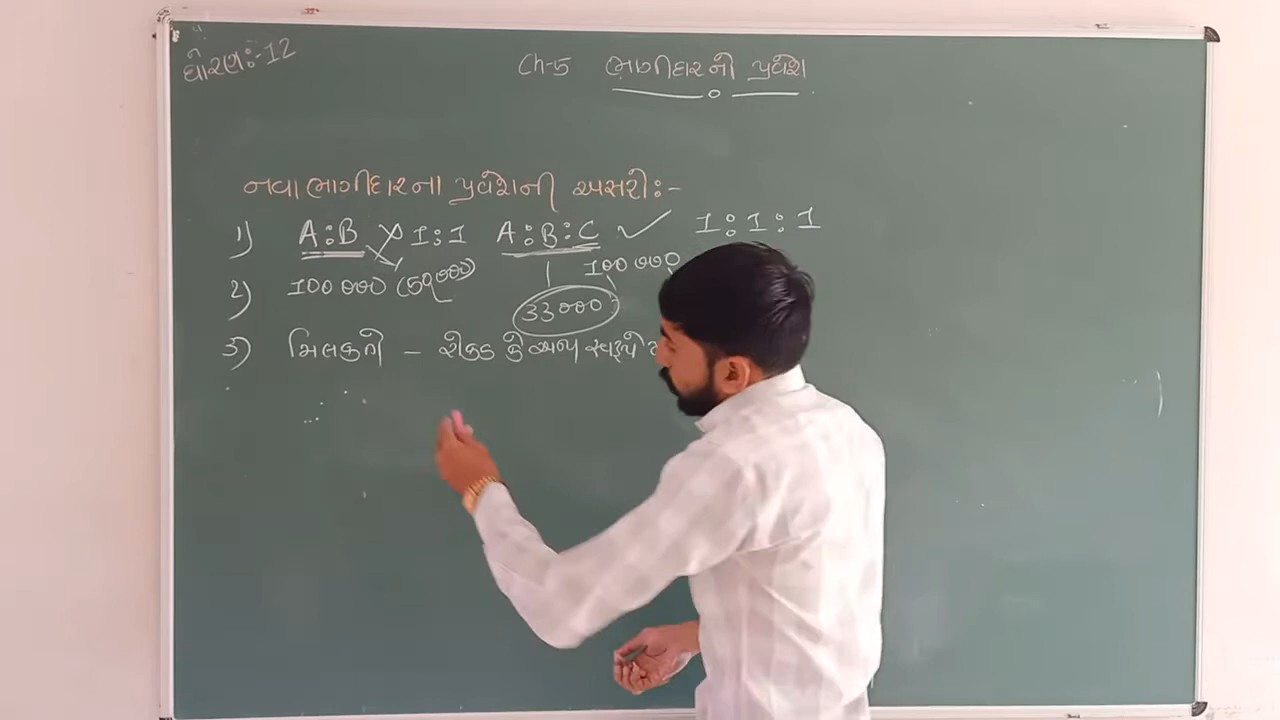 ધોરણ:-12
Ch-5 ભાગીદારનો પ્રવેશ
નવા ભાગીદારના પ્રવેશની અસરો:-
1) A:B 1:1 A:B:C ✓ 1:1:1
2) 100000 (50000) 33000 100000
3) મિલકતો - રોકડ કે અન્ય સ્વરૂપે